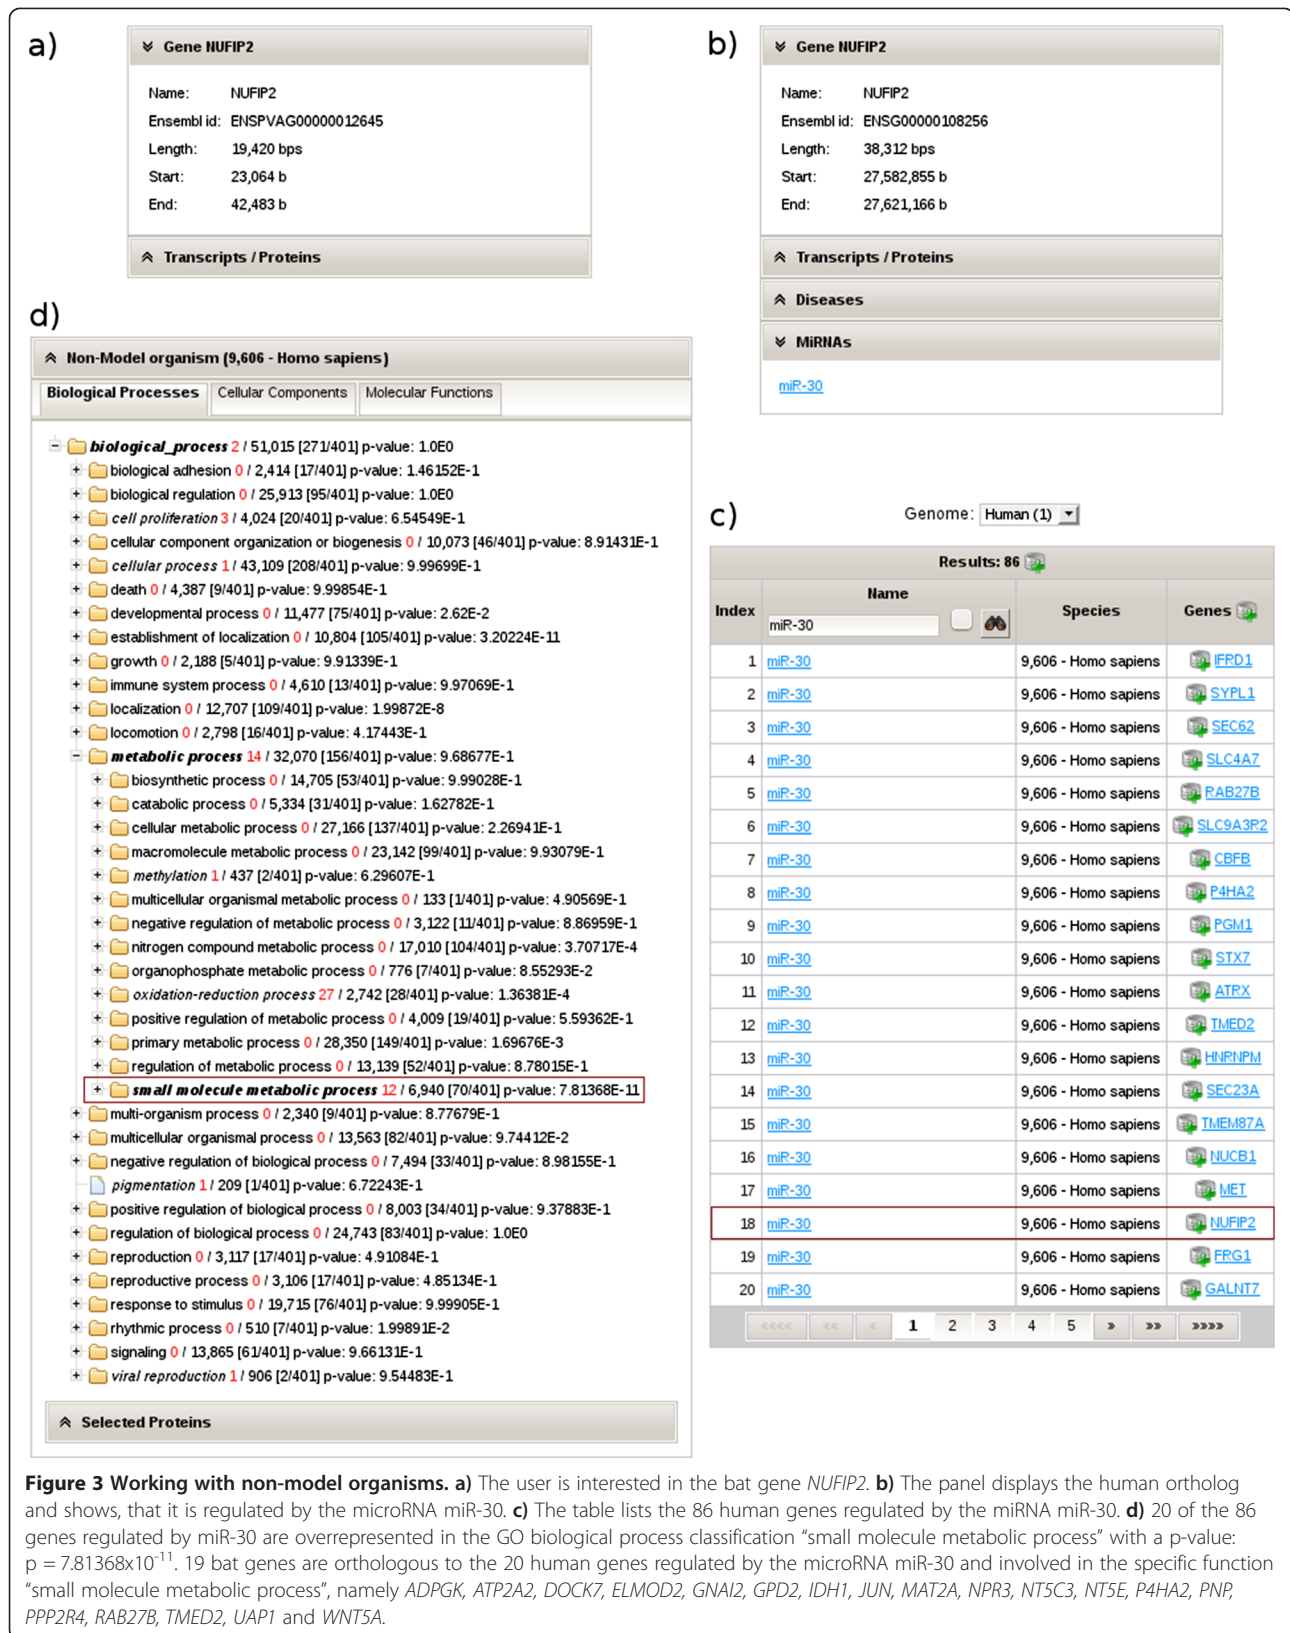 a)
Gene NUFIP2
Name: NUFIP2
Ensembl id: ENSPVAG00000012645
Length: 19,420 bps
Start: 23,064 b
End: 42,483 b
Transcripts / Proteins
b)
Gene NUFIP2
Name: NUFIP2
Ensembl id: ENSG00000108256
Length: 38,312 bps
Start: 27,582,855 b
End: 27,621,166 b
Transcripts / Proteins
Diseases
MiRNAs
miR-30
d)
Non-Model organism (9,606 - Homo sapiens)
Biological Processes Cellular Components Molecular Functions
biological_process 2 / 51,015 [271/401] p-value: 1.0E0
biological adhesion 0 / 2,414 [17/401] p-value: 1.46152E-1
biological regulation 0 / 25,913 [95/401] p-value: 1.0E0
cell proliferation 3 / 4,024 [20/401] p-value: 6.54549E-1
cellular component organization or biogenesis 0 / 10,073 [46/401] p-value: 8.91431E-1
cellular process 1 / 43,109 [208/401] p-value: 9.99699E-1
death 0 / 4,387 [9/401] p-value: 9.99854E-1
developmental process 0 / 11,477 [75/401] p-value: 2.62E-2
establishment of localization 0 / 10,804 [105/401] p-value: 3.20224E-11
growth 0 / 2,188 [5/401] p-value: 9.91339E-1
immune system process 0 / 4,610 [13/401] p-value: 9.97069E-1
localization 0 / 12,707 [109/401] p-value: 1.99872E-8
locomotion 0 / 2,798 [16/401] p-value: 4.17443E-1
metabolic process 14 / 32,070 [156/401] p-value: 9.68677E-1
biosynthetic process 0 / 14,705 [53/401] p-value: 9.99028E-1
catabolic process 0 / 5,334 [31/401] p-value: 1.62782E-1
cellular metabolic process 0 / 27,166 [137/401] p-value: 2.26941E-1
macromolecule metabolic process 0 / 23,142 [99/401] p-value: 9.93079E-1
methylation 1 / 437 [2/401] p-value: 6.29607E-1
multicellular organismal metabolic process 0 / 133 [1/401] p-value: 4.90569E-1
negative regulation of metabolic process 0 / 3,122 [11/401] p-value: 8.86959E-1
nitrogen compound metabolic process 0 / 17,010 [104/401] p-value: 3.70717E-4
organophosphate metabolic process 0 / 776 [7/401] p-value: 8.55293E-2
oxidation-reduction process 27 / 2,742 [28/401] p-value: 1.36381E-4
positive regulation of metabolic process 0 / 4,009 [19/401] p-value: 5.59362E-1
primary metabolic process 0 / 28,350 [149/401] p-value: 1.69676E-3
regulation of metabolic process 0 / 13,139 [52/401] p-value: 8.78015E-1
small molecule metabolic process 12 / 6,940 [70/401] p-value: 7.81368E-11
multi-organism process 0 / 2,340 [9/401] p-value: 8.77679E-1
multicellular organismal process 0 / 13,563 [82/401] p-value: 9.74412E-2
negative regulation of biological process 0 / 7,494 [33/401] p-value: 8.98155E-1
pigmentation 1 / 209 [1/401] p-value: 6.72243E-1
positive regulation of biological process 0 / 8,003 [34/401] p-value: 9.37883E-1
regulation of biological process 0 / 24,743 [83/401] p-value: 1.0E0
reproduction 0 / 3,117 [17/401] p-value: 4.91084E-1
reproductive process 0 / 3,106 [17/401] p-value: 4.85134E-1
response to stimulus 0 / 19,715 [76/401] p-value: 9.99905E-1
rhythmic process 0 / 510 [7/401] p-value: 1.99891E-2
signaling 0 / 13,865 [61/401] p-value: 9.66131E-1
viral reproduction 1 / 906 [2/401] p-value: 9.54483E-1
Selected Proteins
c)
Genome: Human (1)
Results: 86
Index Name Species Genes
miR-30
1 miR-30 9,606 - Homo sapiens IFRD1
2 miR-30 9,606 - Homo sapiens SYPL1
3 miR-30 9,606 - Homo sapiens SEC62
4 miR-30 9,606 - Homo sapiens SLC4A7
5 miR-30 9,606 - Homo sapiens RAB27B
6 miR-30 9,606 - Homo sapiens SLC9A3R2
7 miR-30 9,606 - Homo sapiens CBFB
8 miR-30 9,606 - Homo sapiens P4HA2
9 miR-30 9,606 - Homo sapiens PGM1
10 miR-30 9,606 - Homo sapiens STX7
11 miR-30 9,606 - Homo sapiens ATRX
12 miR-30 9,606 - Homo sapiens TMED2
13 miR-30 9,606 - Homo sapiens HNRNPM
14 miR-30 9,606 - Homo sapiens SEC23A
15 miR-30 9,606 - Homo sapiens TMEM87A
16 miR-30 9,606 - Homo sapiens NUCB1
17 miR-30 9,606 - Homo sapiens MET
18 miR-30 9,606 - Homo sapiens NUFIP2
19 miR-30 9,606 - Homo sapiens FRG1
20 miR-30 9,606 - Homo sapiens GALNT7
«««« «« « 1 2 3 4 5 » »» »»»»
Figure 3 Working with non-model organisms. a) The user is interested in the bat gene NUFIP2. b) The panel displays the human ortholog
and shows, that it is regulated by the microRNA miR-30. c) The table lists the 86 human genes regulated by the miRNA miR-30. d) 20 of the 86
genes regulated by miR-30 are overrepresented in the GO biological process classification “small molecule metabolic process” with a p-value:
p = 7.81368x10⁻¹¹. 19 bat genes are orthologous to the 20 human genes regulated by the microRNA miR-30 and involved in the specific function
“small molecule metabolic process”, namely ADPGK, ATP2A2, DOCK7, ELMOD2, GNAI2, GPD2, IDH1, JUN, MAT2A, NPR3, NT5C3, NT5E, P4HA2, PNP,
PPP2R4, RAB27B, TMED2, UAP1 and WNT5A.